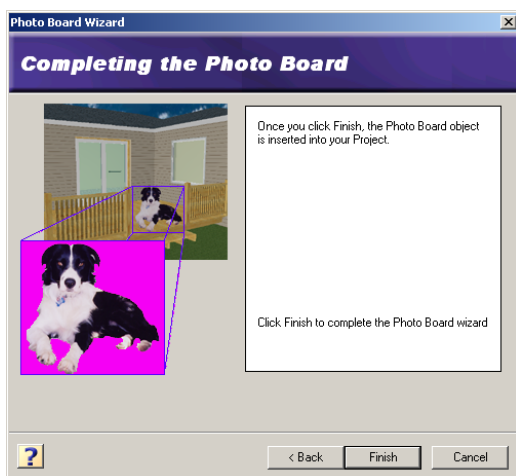 Photo Board Wizard
Completing the Photo Board
Once you click Finish, the Photo Board object
is inserted into your Project.
Click Finish to complete the Photo Board wizard
?
< Back
Finish
Cancel